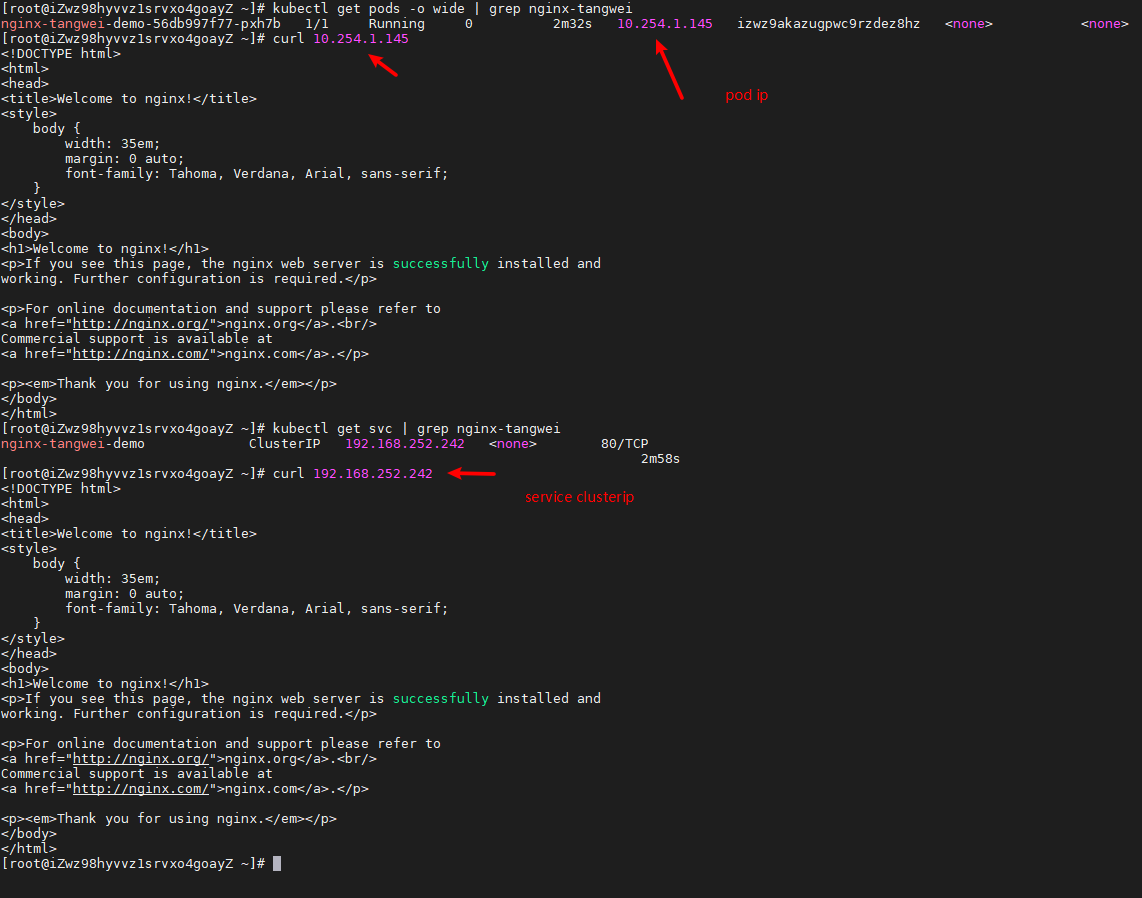 [root@iZwz98hyvvz1srvxo4goayZ ~]# kubectl get pods -o wide | grep nginx-tangwei
nginx-tangwei-demo-56db997f77-pxh7b   1/1     Running     0          2m32s   10.254.1.145   izwz9akazugpwc9rzdez8hz   <none>           <none>
[root@iZwz98hyvvz1srvxo4goayZ ~]# curl 10.254.1.145
<!DOCTYPE html>
<html>
<head>
pod ip
<title>Welcome to nginx!</title>
<style>
    body {
        width: 35em;
        margin: 0 auto;
        font-family: Tahoma, Verdana, Arial, sans-serif;
    }
</style>
</head>
<body>
<h1>Welcome to nginx!</h1>
<p>If you see this page, the nginx web server is successfully installed and
working. Further configuration is required.</p>
<p>For online documentation and support please refer to
<a href="http://nginx.org/">nginx.org</a>.<br/>
Commercial support is available at
<a href="http://nginx.com/">nginx.com</a>.</p>
<p><em>Thank you for using nginx.</em></p>
</body>
</html>
[root@iZwz98hyvvz1srvxo4goayZ ~]# kubectl get svc | grep nginx-tangwei
nginx-tangwei-demo             ClusterIP   192.168.252.242   <none>        80/TCP
2m58s
[root@iZwz98hyvvz1srvxo4goayZ ~]# curl 192.168.252.242
<!DOCTYPE html>
service clusterip
<html>
<head>
<title>Welcome to nginx!</title>
<style>
    body {
        width: 35em;
        margin: 0 auto;
        font-family: Tahoma, Verdana, Arial, sans-serif;
    }
</style>
</head>
<body>
<h1>Welcome to nginx!</h1>
<p>If you see this page, the nginx web server is successfully installed and
working. Further configuration is required.</p>
<p>For online documentation and support please refer to
<a href="http://nginx.org/">nginx.org</a>.<br/>
Commercial support is available at
<a href="http://nginx.com/">nginx.com</a>.</p>
<p><em>Thank you for using nginx.</em></p>
</body>
</html>
[root@iZwz98hyvvz1srvxo4goayZ ~]#